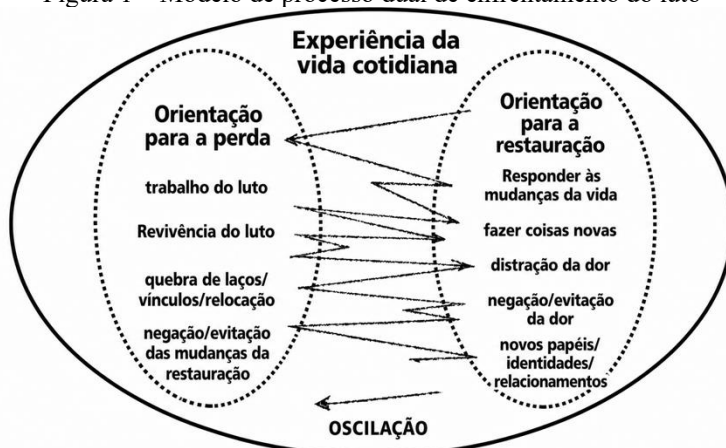 Figura 1 – Modelo de processo dual de enfrentamento do luto
Experiência da
vida cotidiana
Orientação
para a perda
trabalho do luto
Revivência do luto
quebra de laços/
vínculos/relocação
negação/evitação
das mudanças da
restauração
Orientação
para a
restauração
Responder às
mudanças da vida
fazer coisas novas
distração da dor
negação/evitação
da dor
novos papéis/
identidades/
relacionamentos
OSCILAÇÃO